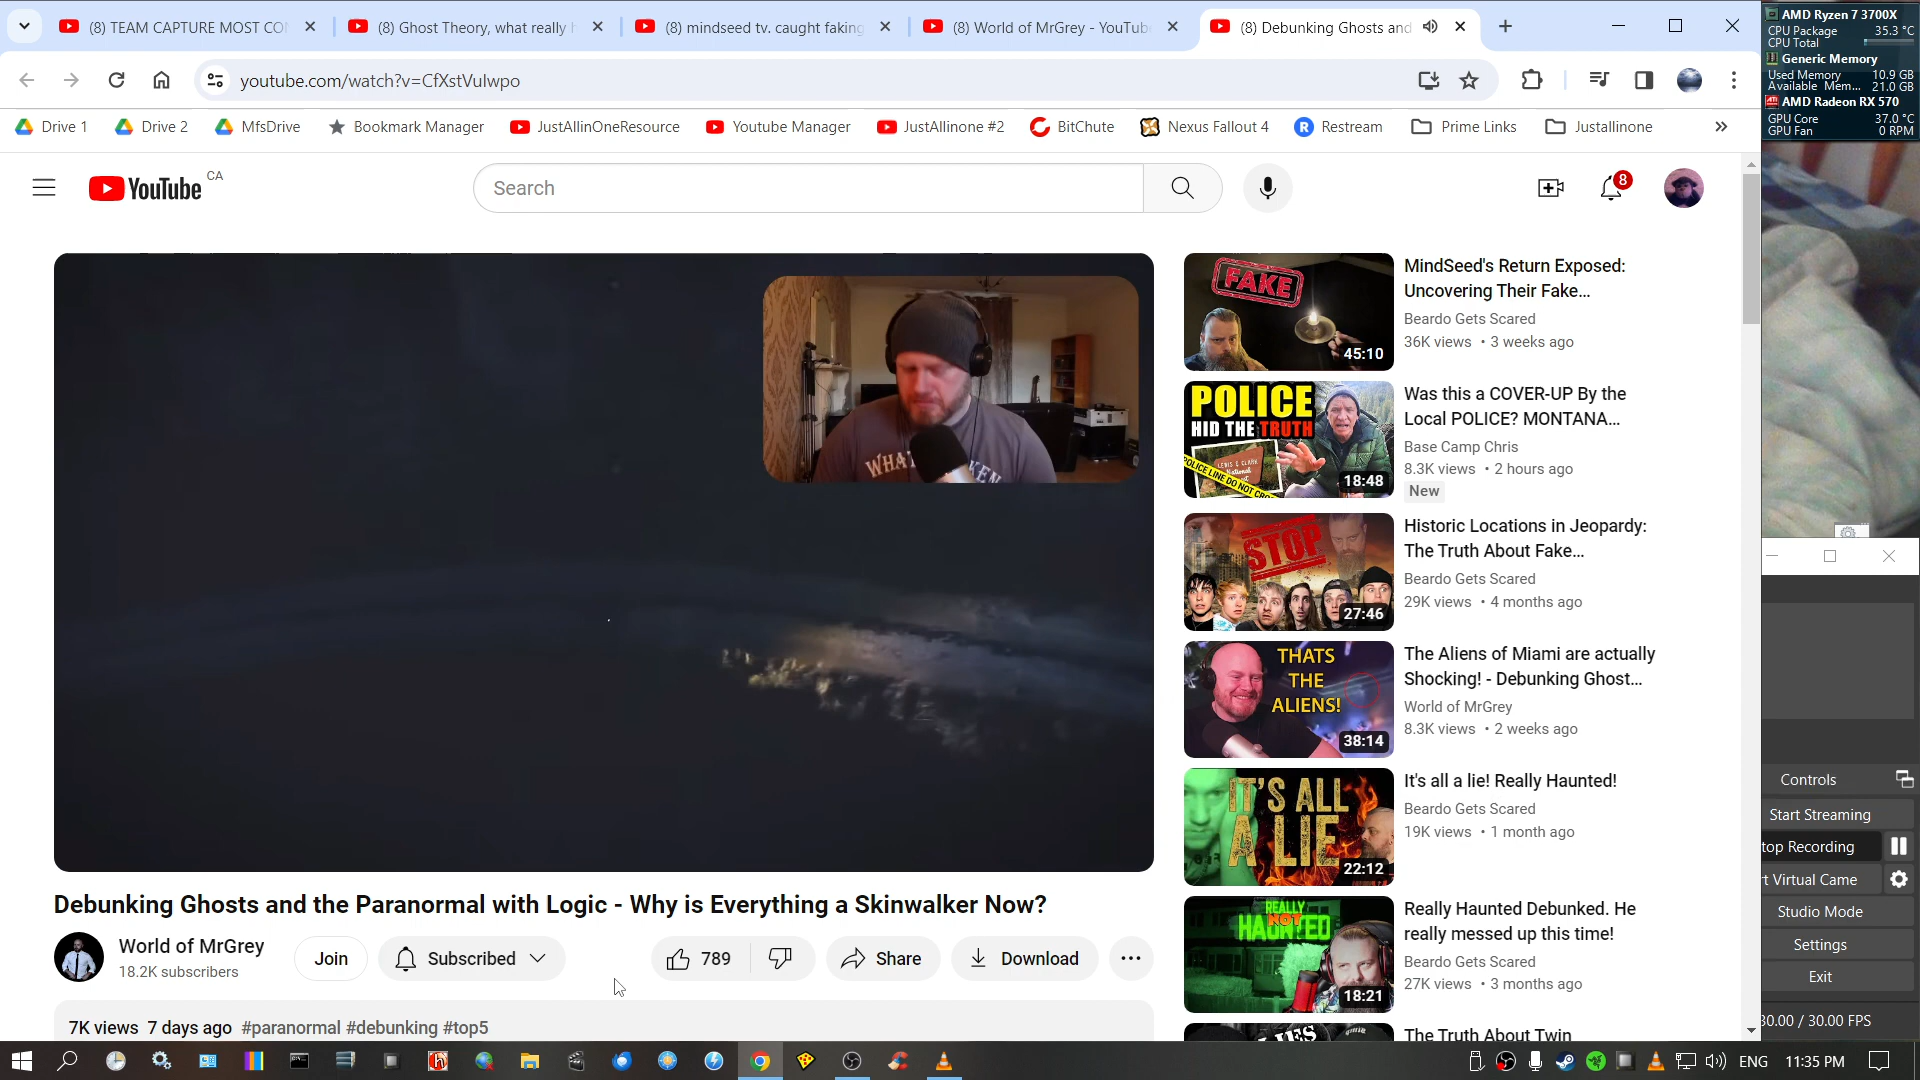 (8) TEAM CAPTURE MOST CO
(8) Ghost Theory, what really h
(8) mindseed tv. caught faking
(8) World of MrGrey - YouTube
(8) Debunking Ghosts and
youtube.com/watch?v=CfXstVulwpo
Drive 1
Drive 2
MfsDrive
Bookmark Manager
JustAllinOneResource
Youtube Manager
JustAllinone #2
BitChute
Nexus Fallout 4
Restream
Prime Links
Justallinone
YouTube CA
Search
8
FAKE
45:10
MindSeed's Return Exposed:
Uncovering Their Fake...
Beardo Gets Scared
36K views • 3 weeks ago
POLICE
HID THE TRUTH
POLICE LINE DO NOT CRO
18:48
Was this a COVER-UP By the
Local POLICE? MONTANA...
Base Camp Chris
8.3K views • 2 hours ago
New
STOP
27:46
Historic Locations in Jeopardy:
The Truth About Fake...
Beardo Gets Scared
29K views • 4 months ago
THATS
THE
ALIENS!
38:14
The Aliens of Miami are actually
Shocking! - Debunking Ghost...
World of MrGrey
8.3K views • 2 weeks ago
IT'S ALL
A LIE
22:12
It's all a lie! Really Haunted!
Beardo Gets Scared
19K views • 1 month ago
REALLY
NOT
HAUNTED
18:21
Really Haunted Debunked. He
really messed up this time!
Beardo Gets Scared
27K views • 3 months ago
LIES
The Truth About Twin
Debunking Ghosts and the Paranormal with Logic - Why is Everything a Skinwalker Now?
World of MrGrey
18.2K subscribers
Join
Subscribed
789
Share
Download
7K views 7 days ago #paranormal #debunking #top5
AMD Ryzen 7 3700X
CPU Package 35.3 °C
CPU Total
Generic Memory
Used Memory 10.9 GB
Available Mem... 21.0 GB
AMD Radeon RX 570
GPU Core 37.0 °C
GPU Fan 0 RPM
Controls
Start Streaming
top Recording
rt Virtual Came
Studio Mode
Settings
Exit
30.00 / 30.00 FPS
ENG
11:35 PM